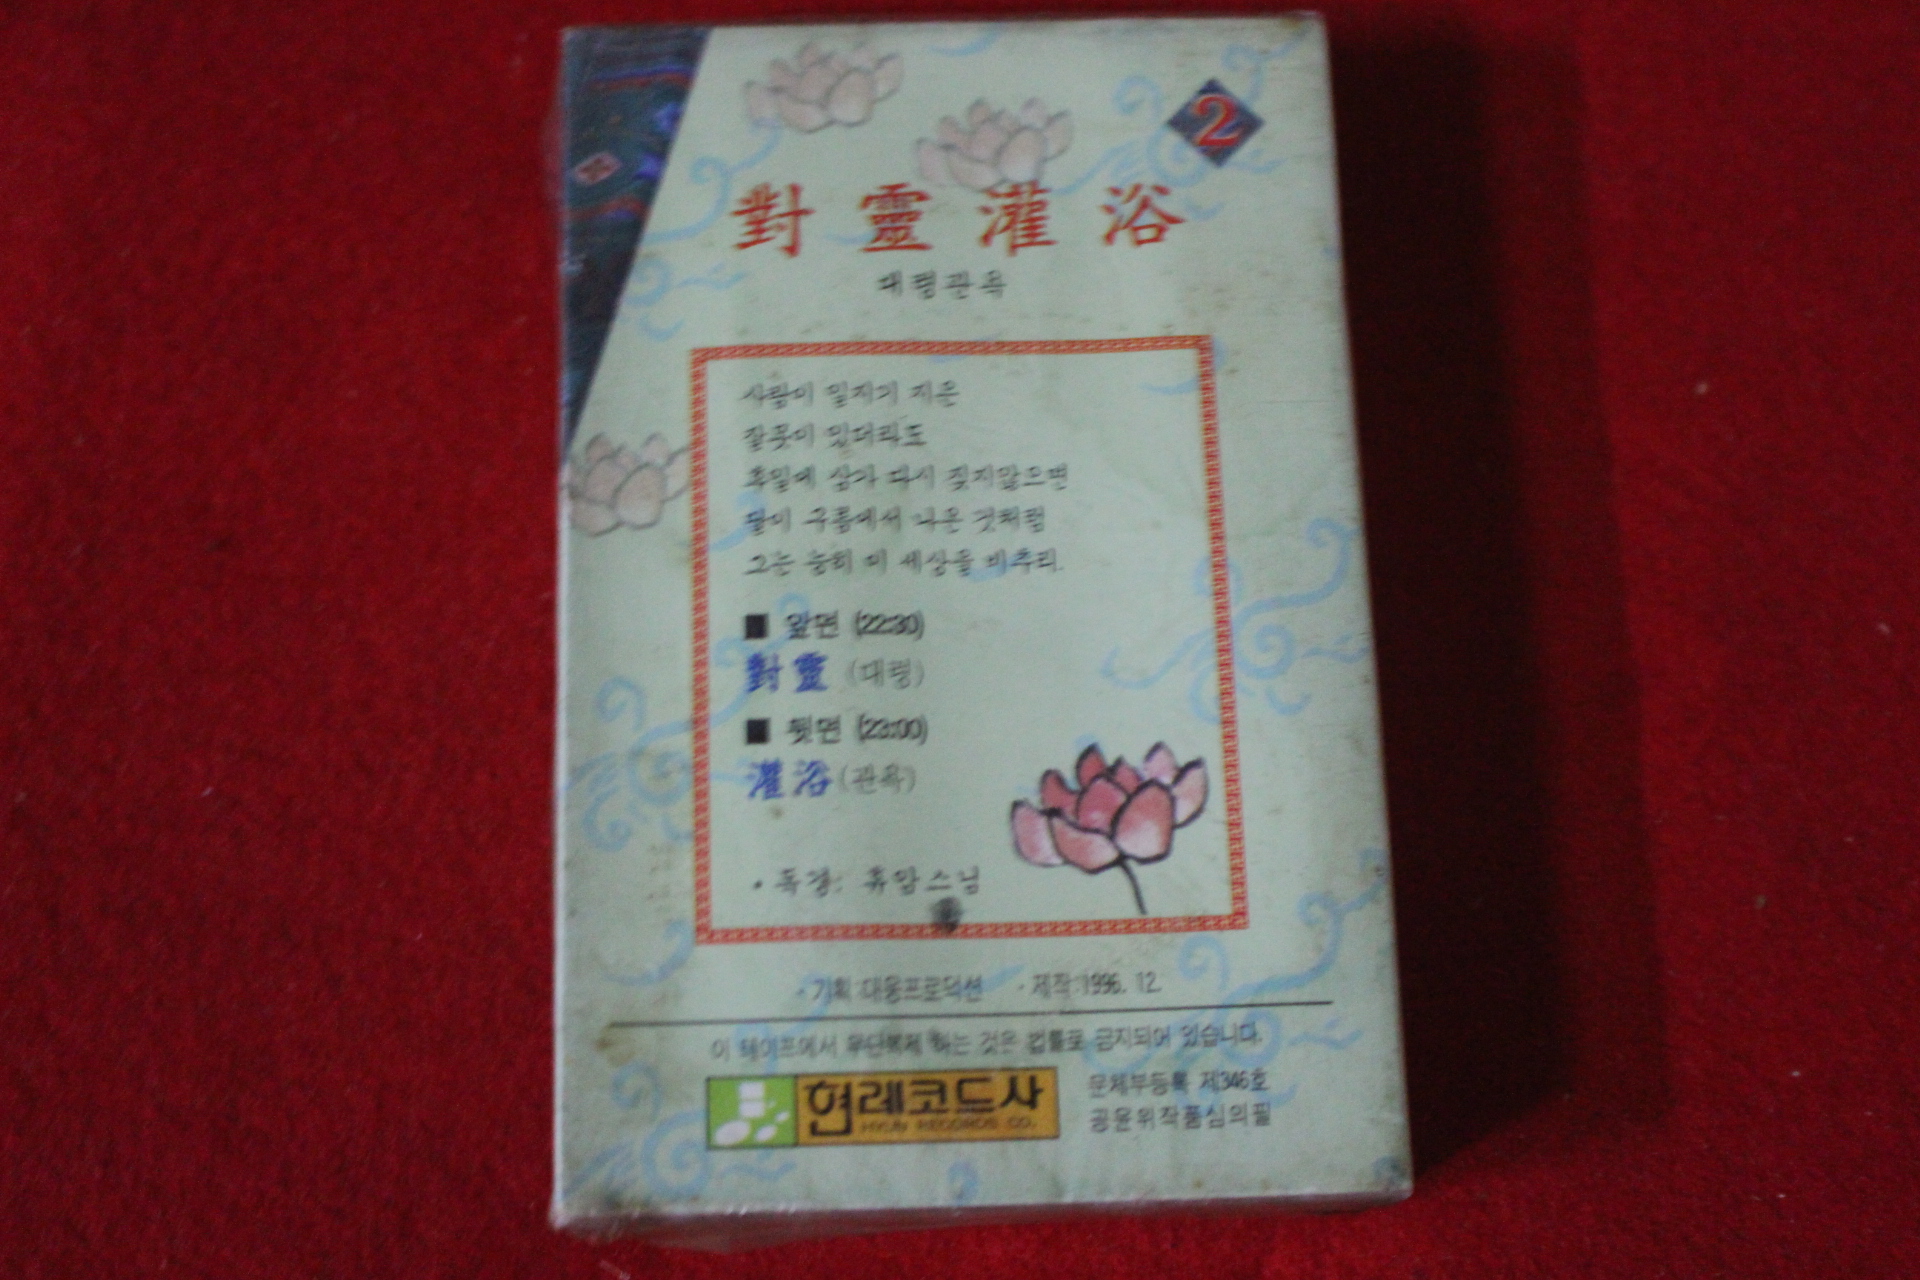 2
對靈灌浴
대령관욕
사람이 일찌기 지은
잘못이 있더라도
후일에 삼가 다시 짖지않으면
달이 구름에서 나온 것처럼
그는 능히 이 세상을 비추리.
■ 앞면 (22:30)
對靈 (대령)
■ 뒷면 (23:00)
灌浴 (관욕)
• 독경: 휴암스님
• 기획:대웅프로덕션 • 제작:1996. 12.
이 테이프에서 무단복제 하는 것은 법률로 금지되어 있습니다.
현레코드사
HYUN RECORDS CO.
문체부등록 제346호
공윤위작품심의필